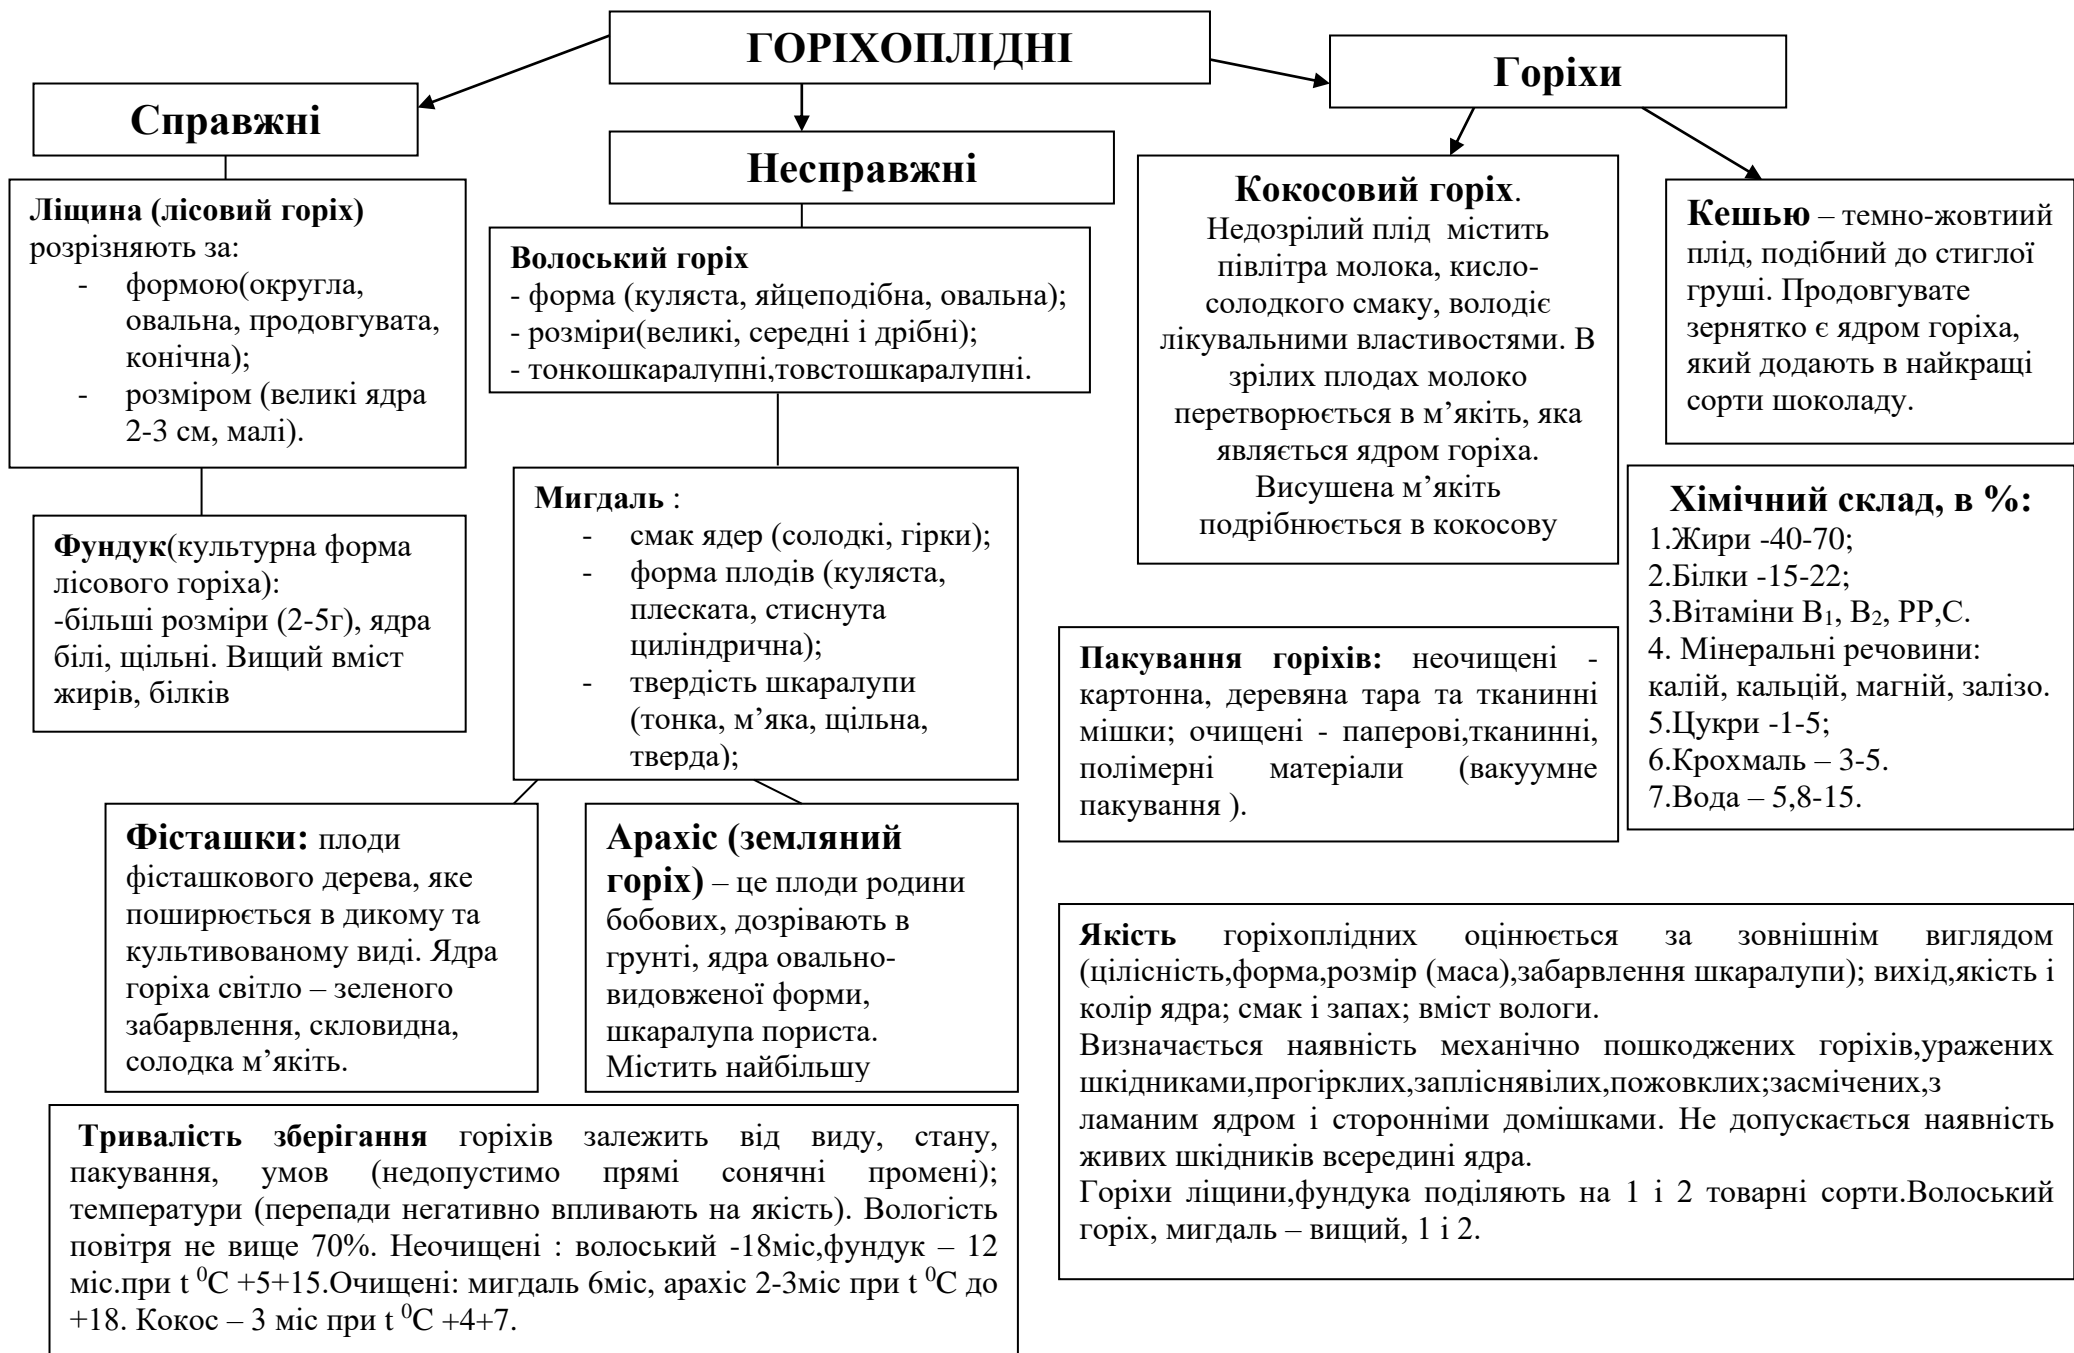 ГОРІХОПЛІДНІ
Справжні
Ліщина (лісовий горіх)
розрізняють за:
- формою(округла,
овальна, продовгувата,
конічна);
- розміром (великі ядра
2-3 см, малі).
Фундук(культурна форма
лісового горіха):
-більші розміри (2-5г), ядра
білі, щільні. Вищий вміст
жирів, білків
Несправжні
Волоський горіх
- форма (куляста, яйцеподібна, овальна);
- розміри(великі, середні і дрібні);
- тонкошкаралупні,товстошкаралупні.
Мигдаль :
- смак ядер (солодкі, гірки);
- форма плодів (куляста,
плеската, стиснута
циліндрична);
- твердість шкаралупи
(тонка, м’яка, щільна,
тверда);
Фісташки: плоди
фісташкового дерева, яке
поширюється в дикому та
культивованому виді. Ядра
горіха світло – зеленого
забарвлення, скловидна,
солодка м’якіть.
Арахіс (земляний
горіх) – це плоди родини
бобових, дозрівають в
грунті, ядра овально-
видовженої форми,
шкаралупа пориста.
Містить найбільшу
Горіхи
Кокосовий горіх.
Недозрілий плід містить
півлітра молока, кисло-
солодкого смаку, володіє
лікувальними властивостями. В
зрілих плодах молоко
перетворюється в м’якіть, яка
являється ядром горіха.
Висушена м’якіть
подрібнюється в кокосову
Кешью – темно-жовтиий
плід, подібний до стиглої
груші. Продовгувате
зернятко є ядром горіха,
який додають в найкращі
сорти шоколаду.
Хімічний склад, в %:
1.Жири -40-70;
2.Білки -15-22;
3.Вітаміни В₁, В₂, РР,С.
4. Мінеральні речовини:
калій, кальцій, магній, залізо.
5.Цукри -1-5;
6.Крохмаль – 3-5.
7.Вода – 5,8-15.
Пакування горіхів: неочищені -
картонна, деревяна тара та тканинні
мішки; очищені - паперові,тканинні,
полімерні матеріали (вакуумне
пакування ).
Тривалість зберігання горіхів залежить від виду, стану,
пакування, умов (недопустимо прямі сонячні промені);
температури (перепади негативно впливають на якість). Вологість
повітря не вище 70%. Неочищені : волоський -18міс,фундук – 12
міс.при t ⁰С +5+15.Очищені: мигдаль 6міс, арахіс 2-3міс при t ⁰С до
+18. Кокос – 3 міс при t ⁰С +4+7.
Якість горіхоплідних оцінюється за зовнішнім виглядом
(цілісність,форма,розмір (маса),забарвлення шкаралупи); вихід,якість і
колір ядра; смак і запах; вміст вологи.
Визначається наявність механічно пошкоджених горіхів,уражених
шкідниками,прогірклих,запліснявілих,пожовклих;засмічених,з
ламаним ядром і сторонніми домішками. Не допускається наявність
живих шкідників всередині ядра.
Горіхи ліщини,фундука поділяють на 1 і 2 товарні сорти.Волоський
горіх, мигдаль – вищий, 1 і 2.